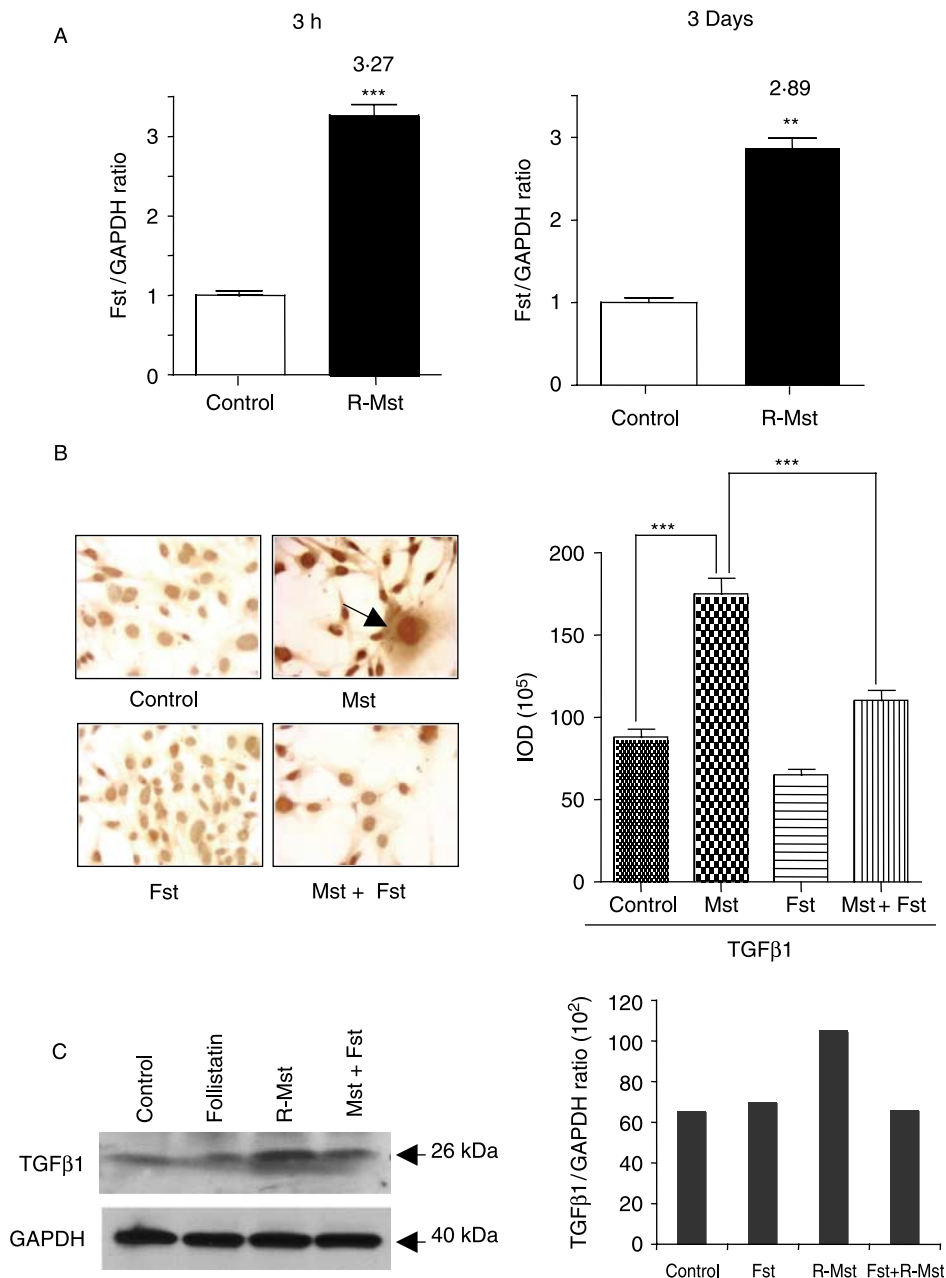 A
3 h
3 Days
3·27
***
2·89
**
Fst/GAPDH ratio
3
2
1
0
Control
R-Mst
Fst/GAPDH ratio
3
2
1
0
Control
R-Mst
B
Control
Mst
Fst
Mst + Fst
***
***
IOD (10⁵)
200
150
100
50
0
Control
Mst
Fst
Mst + Fst
TGFβ1
C
Control
Follistatin
R-Mst
Mst + Fst
TGFβ1
26 kDa
GAPDH
40 kDa
TGFβ1/GAPDH ratio (10²)
120
100
80
60
40
20
0
Control
Fst
R-Mst
Fst+R-Mst